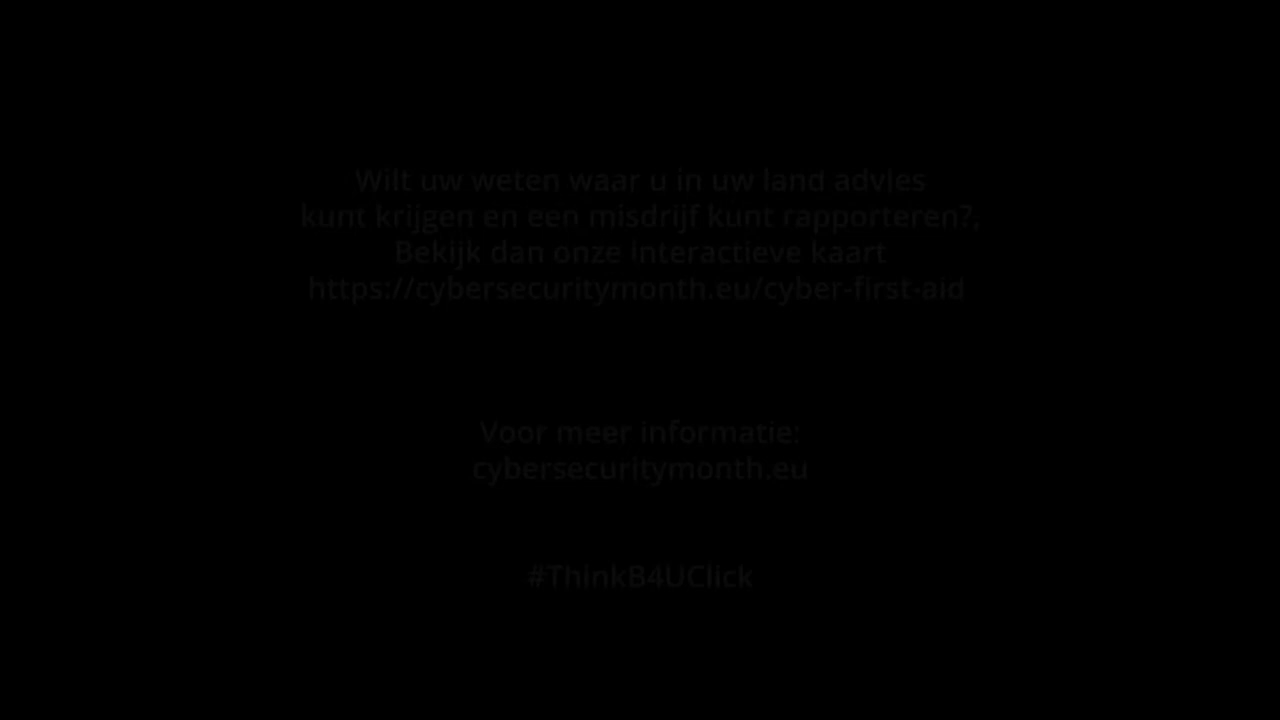 Wilt uw weten waar u in uw land advies
kunt krijgen en een misdrijf kunt rapporteren?,
Bekijk dan onze interactieve kaart
https://cybersecuritymonth.eu/cyber-first-aid
Voor meer informatie:
cybersecuritymonth.eu
#ThinkB4UClick